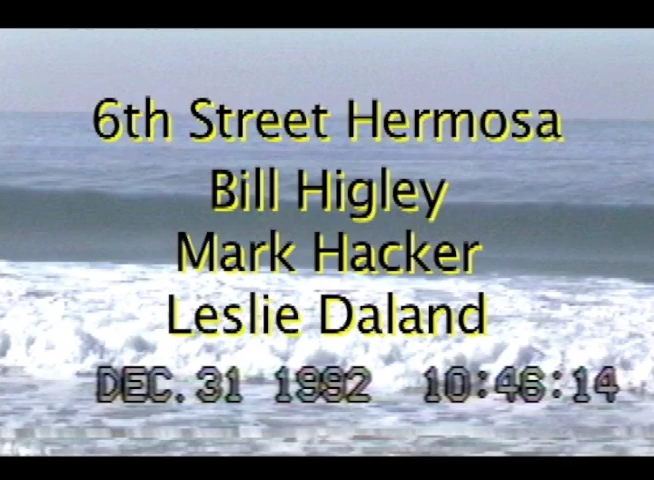 6th Street Hermosa
Bill Higley
Mark Hacker
Leslie Daland
DEC. 31 1992 10:46:14